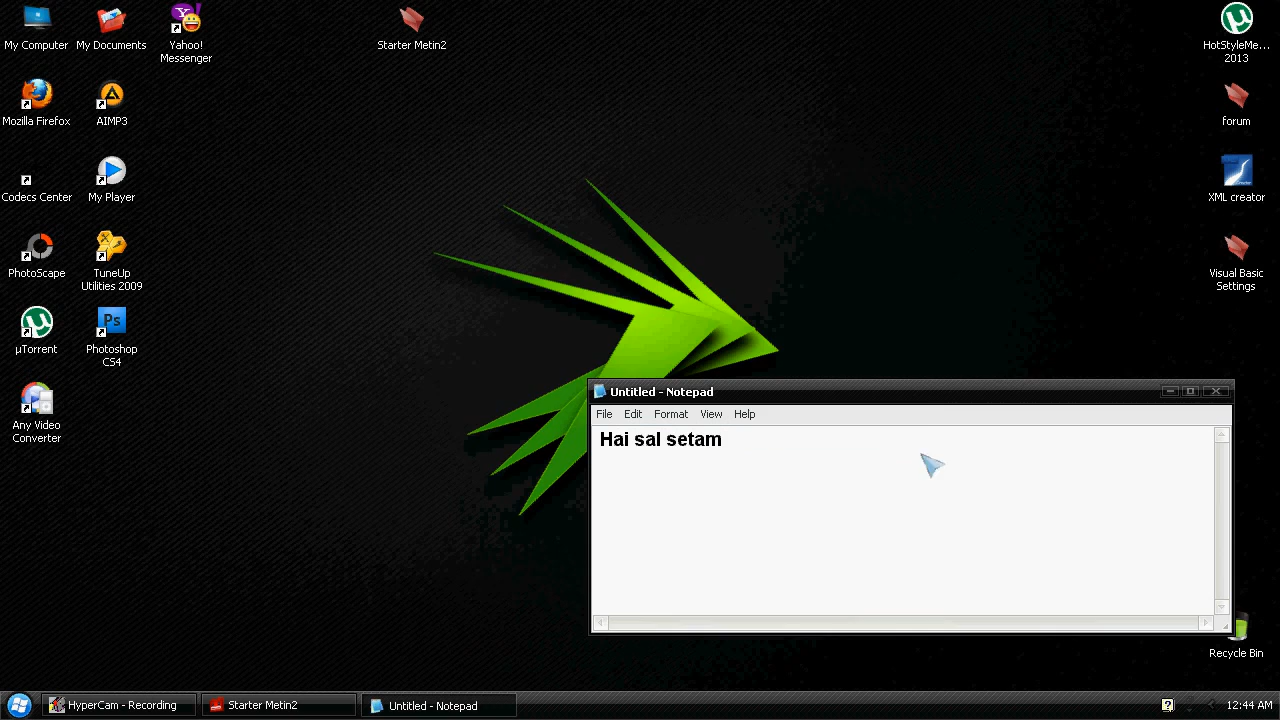 My Computer
My Documents
Yahoo!
Messenger
Starter Metin2
HotStyleMe...
2013
Mozilla Firefox
AIMP3
forum
Codecs Center
My Player
XML creator
PhotoScape
TuneUp
Utilities 2009
Visual Basic
Settings
µTorrent
Ps
Photoshop
CS4
Any Video
Converter
Untitled - Notepad
File Edit Format View Help
Hai sal setam
Recycle Bin
HyperCam - Recording
Starter Metin2
Untitled - Notepad
12:44 AM